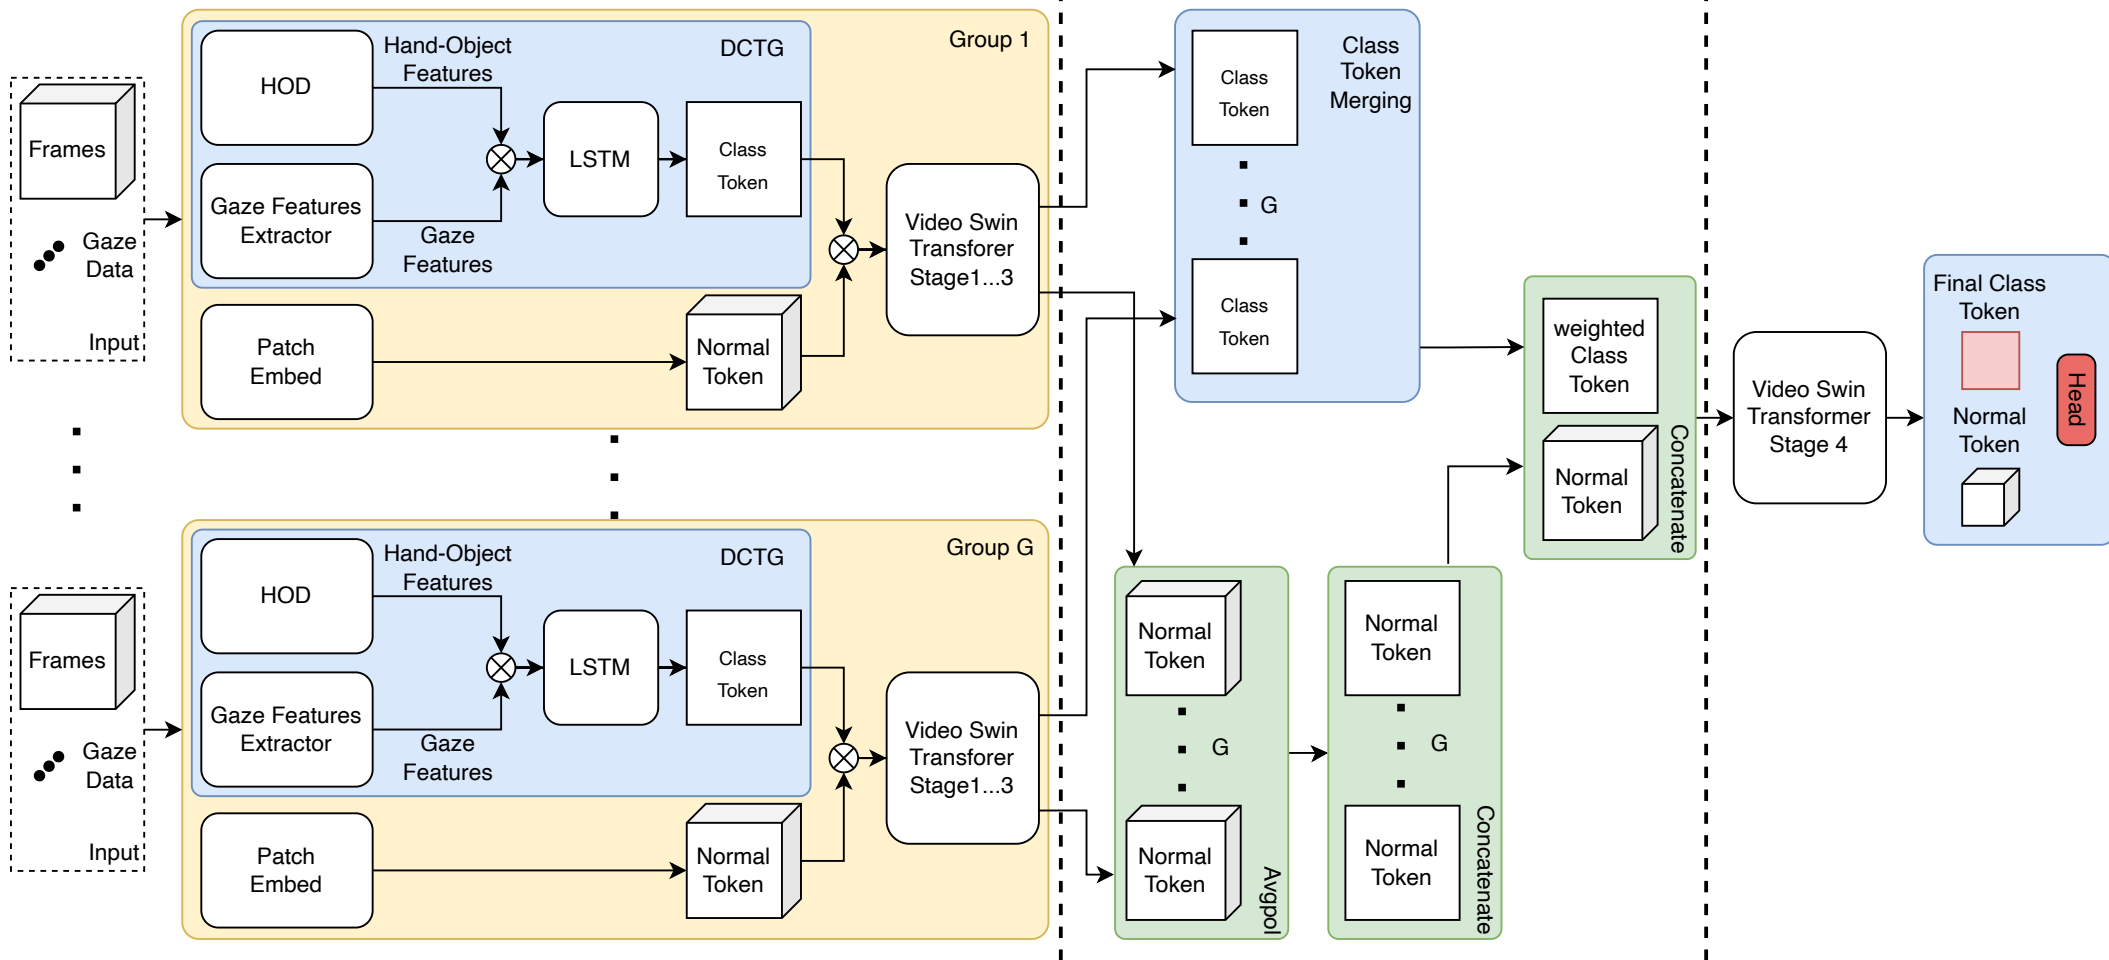 Frames
Gaze
Data
Input
Group 1
DCTG
HOD
Hand-Object
Features
Gaze Features
Extractor
Gaze
Features
LSTM
Class
Token
Patch
Embed
Normal
Token
Video Swin
Transforer
Stage1...3
Frames
Gaze
Data
Input
Group G
DCTG
HOD
Hand-Object
Features
Gaze Features
Extractor
Gaze
Features
LSTM
Class
Token
Patch
Embed
Normal
Token
Video Swin
Transforer
Stage1...3
Class
Token
Merging
Class
Token
G
Class
Token
Normal
Token
G
Normal
Token
Avgpol
Normal
Token
G
Normal
Token
Concatenate
weighted
Class
Token
Normal
Token
Concatenate
Video Swin
Transformer
Stage 4
Final Class
Token
Normal
Token
Head